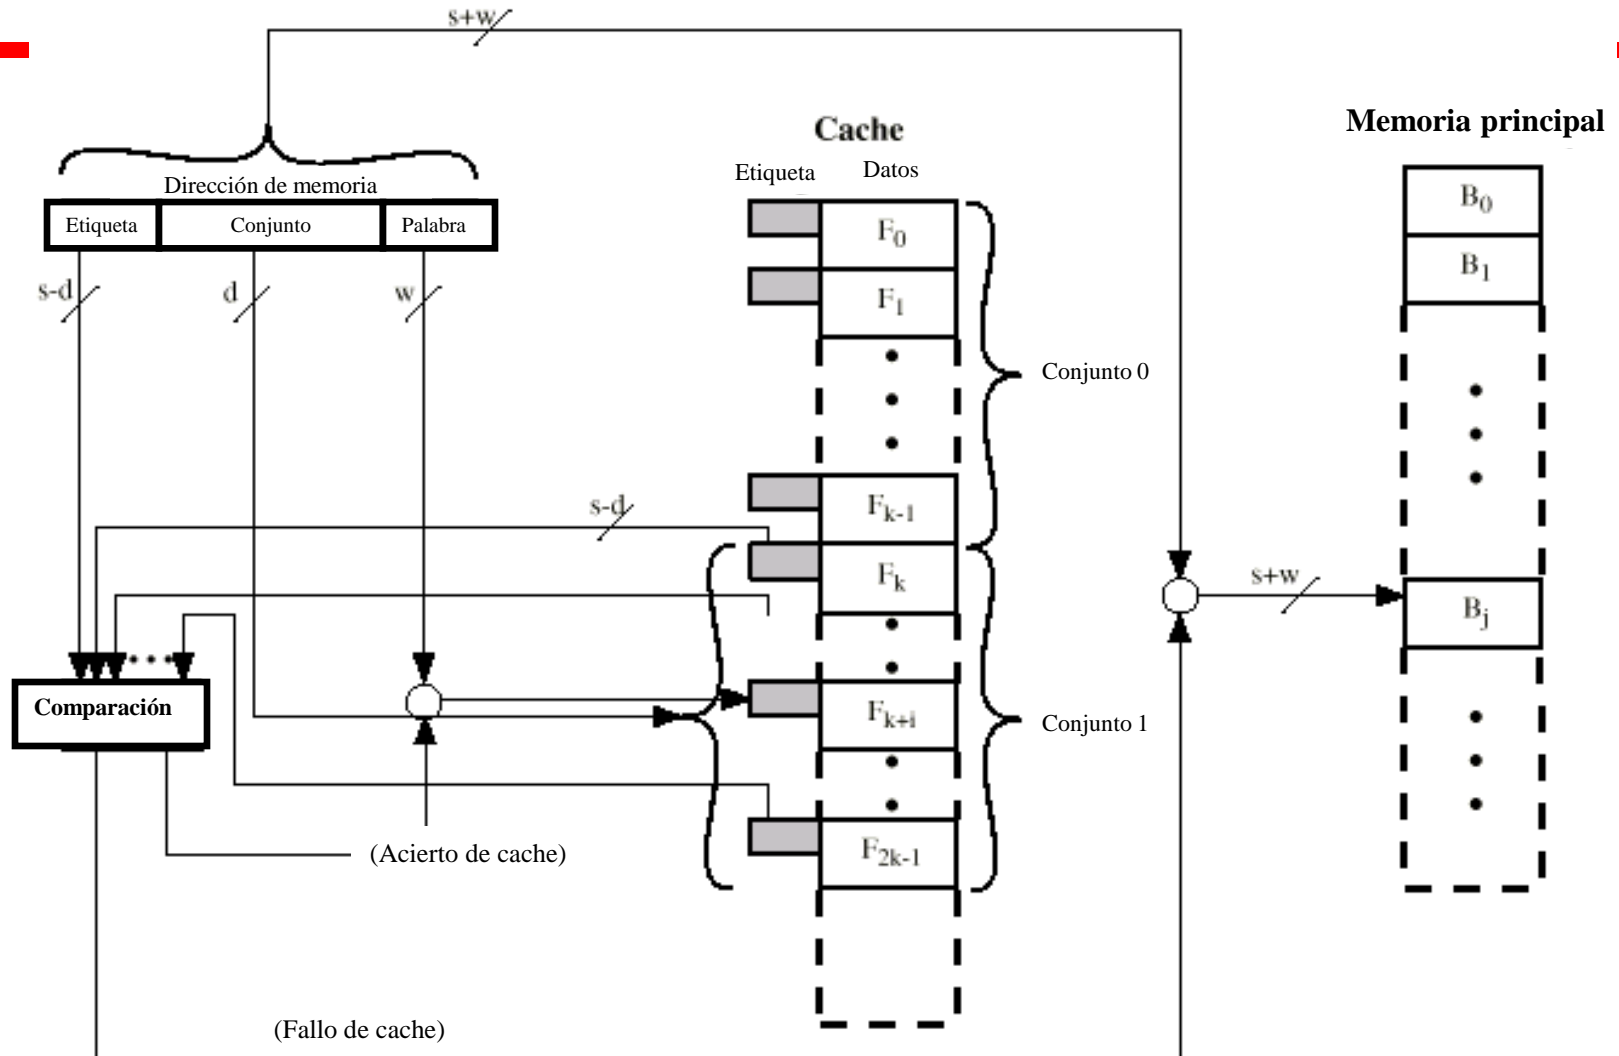 s+w
Cache
Memoria principal
Dirección de memoria
Etiqueta Datos
Etiqueta Conjunto Palabra
s-d d w
F0
F1
Conjunto 0
Fk-1
s-d
Fk
s+w
B0
B1
Bj
Comparación
Fk+i
Conjunto 1
F2k-1
(Acierto de cache)
(Fallo de cache)